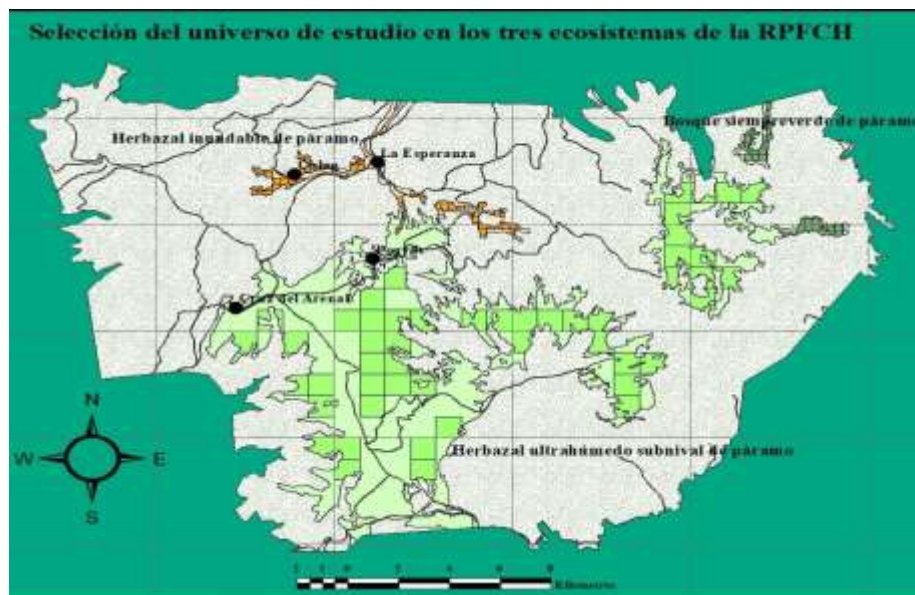 Selección del universo de estudio en los tres ecosistemas de la RPFCH
Bosque siempreverde de páramo
Herbazal inundable de páramo
La Esperanza
Cruz del Arenal
N
W
E
S
Herbazal ultrahúmedo subnival de páramo